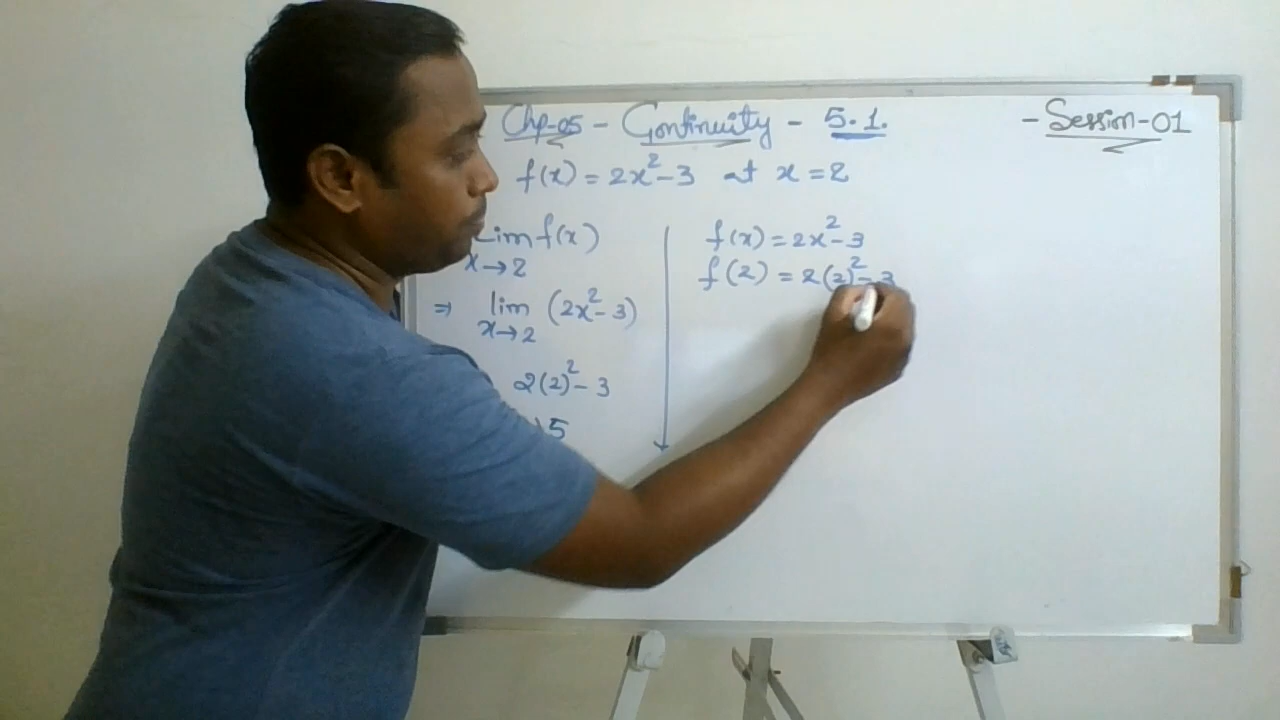 Chp-05 - Continuity - 5.1.
- Session-01
f(x) = 2x² - 3 at x = 2
Lim f(x)
x→2
⇒ lim (2x² - 3)
x→2
2(2)² - 3
5
f(x) = 2x² - 3
f(2) = 2(2)² - 3